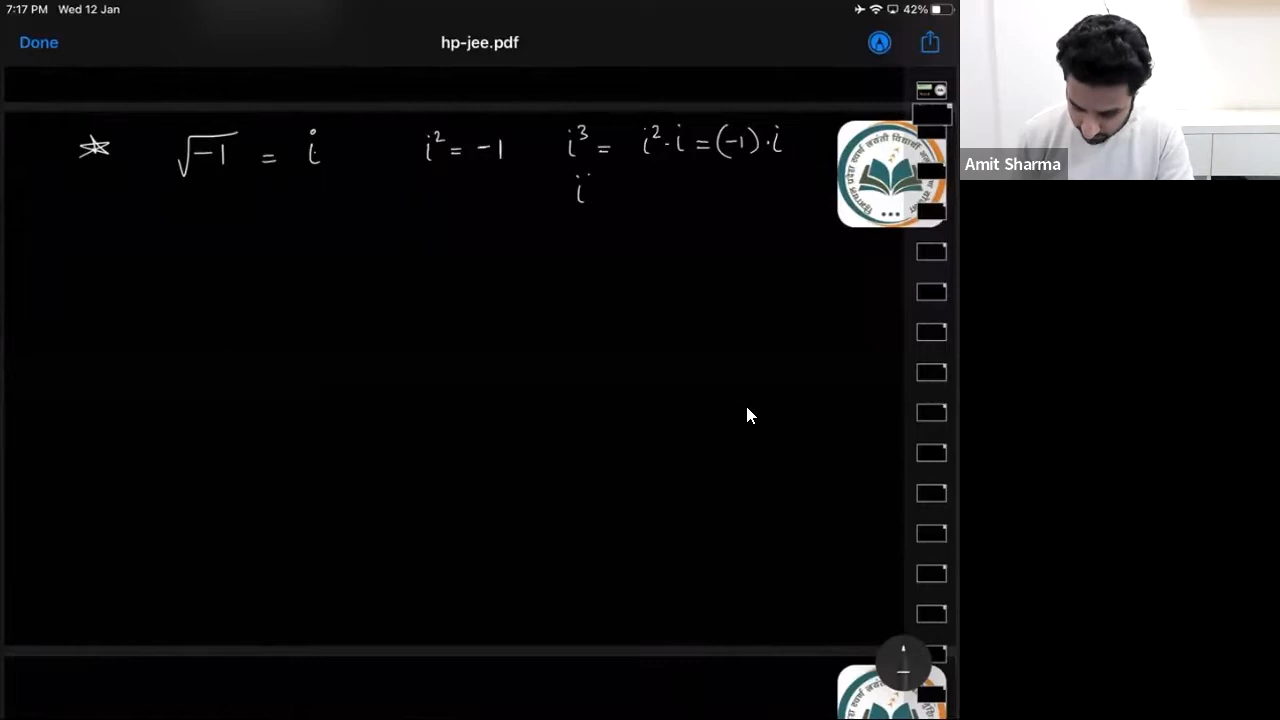 7:17 PM Wed 12 Jan
42%
Done
hp-jee.pdf
√-1 = i
i² = -1
i³ = i²·i = (-1)·i
i
Amit Sharma